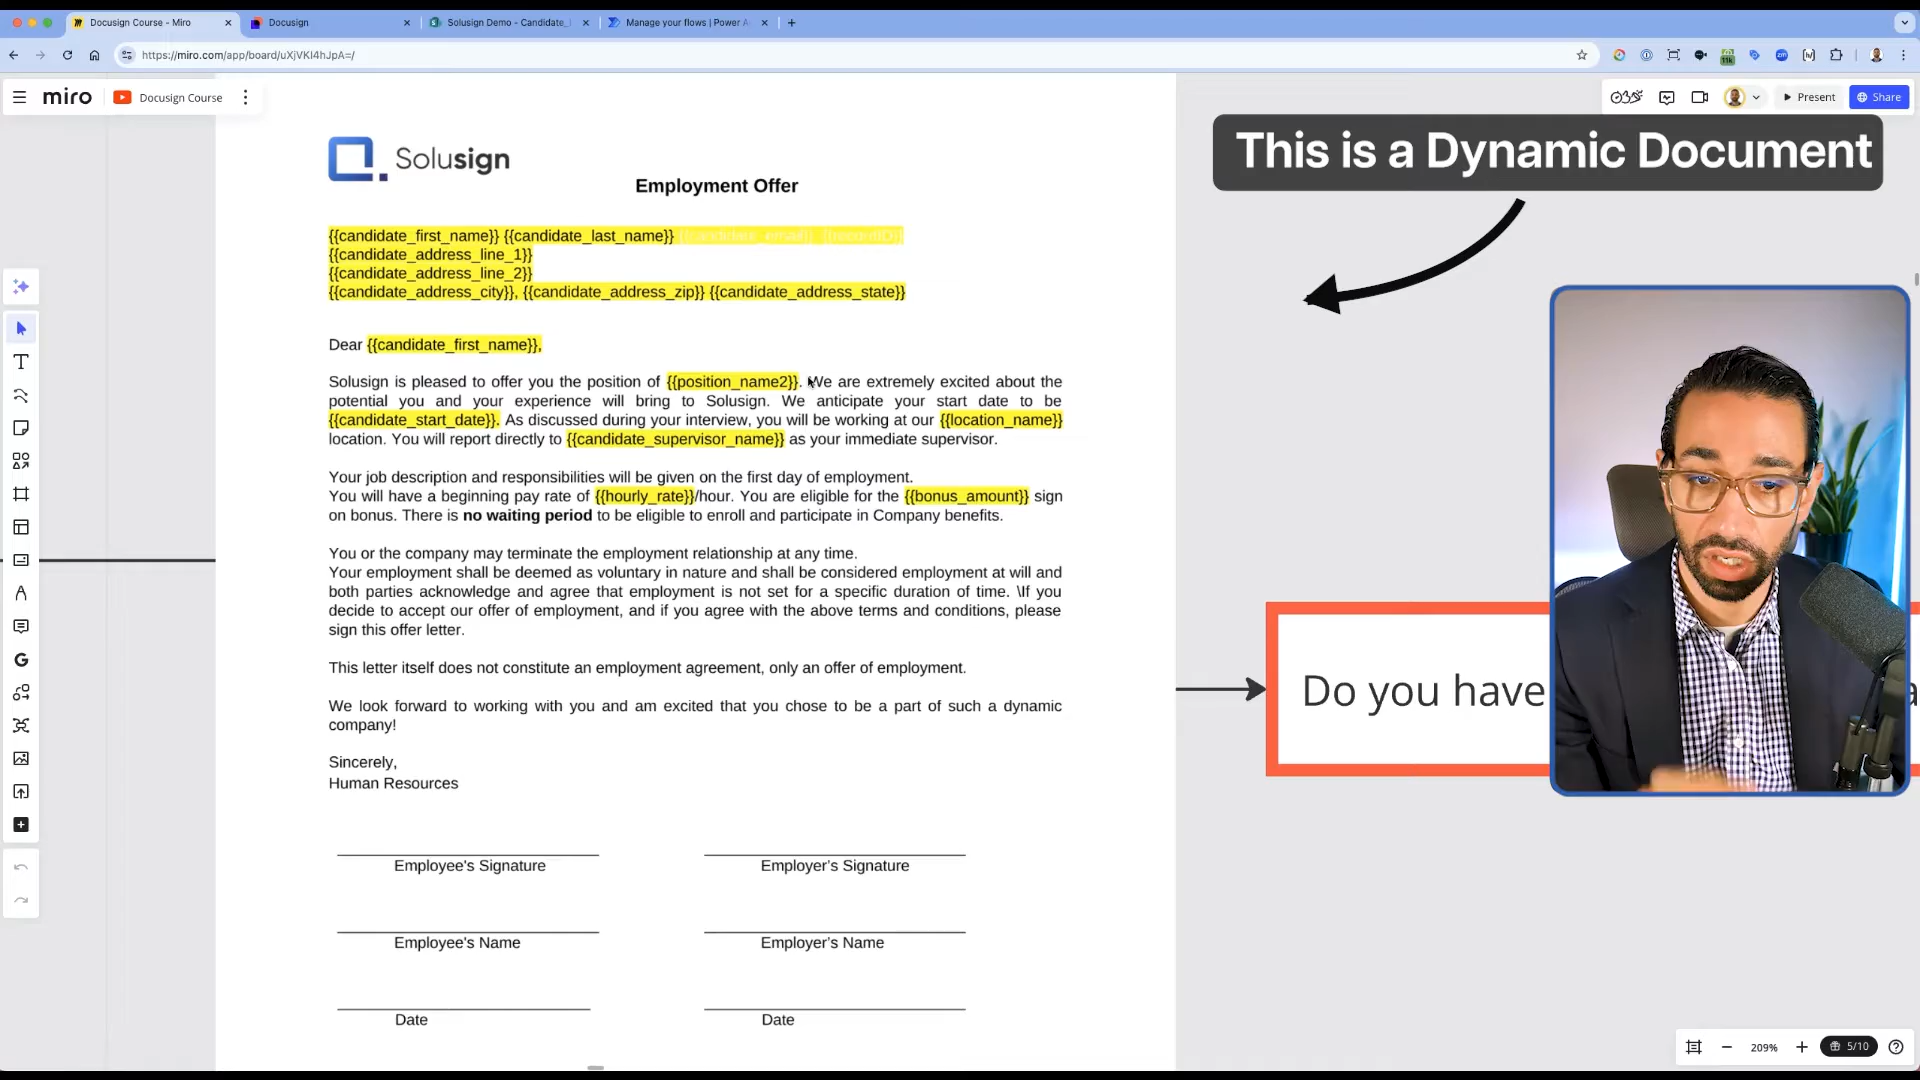 Docusign Course - Miro
Docusign
Solusign Demo - Candidate_
Manage your flows | Power A
https://miro.com/app/board/uXjVKI4hJpA=/
11k
miro
Docusign Course
Present
Share
This is a Dynamic Document
Solusign
Employment Offer
{{candidate_first_name}} {{candidate_last_name}} {{candidate_email}}
{{candidate_address_line_1}}
{{candidate_address_line_2}}
{{candidate_address_city}}, {{candidate_address_zip}} {{candidate_address_state}}
Dear {{candidate_first_name}},
Solusign is pleased to offer you the position of {{position_name2}}. We are extremely excited about the
potential you and your experience will bring to Solusign. We anticipate your start date to be
{{candidate_start_date}}. As discussed during your interview, you will be working at our {{location_name}}
location. You will report directly to {{candidate_supervisor_name}} as your immediate supervisor.
Your job description and responsibilities will be given on the first day of employment.
You will have a beginning pay rate of {{hourly_rate}}/hour. You are eligible for the {{bonus_amount}} sign
on bonus. There is no waiting period to be eligible to enroll and participate in Company benefits.
You or the company may terminate the employment relationship at any time.
Your employment shall be deemed as voluntary in nature and shall be considered employment at will and
both parties acknowledge and agree that employment is not set for a specific duration of time. \If you
decide to accept our offer of employment, and if you agree with the above terms and conditions, please
sign this offer letter.
This letter itself does not constitute an employment agreement, only an offer of employment.
We look forward to working with you and am excited that you chose to be a part of such a dynamic
company!
Sincerely,
Human Resources
Employee's Signature
Employer's Signature
Employee's Name
Employer's Name
Date
Date
Do you have
209%
5/10